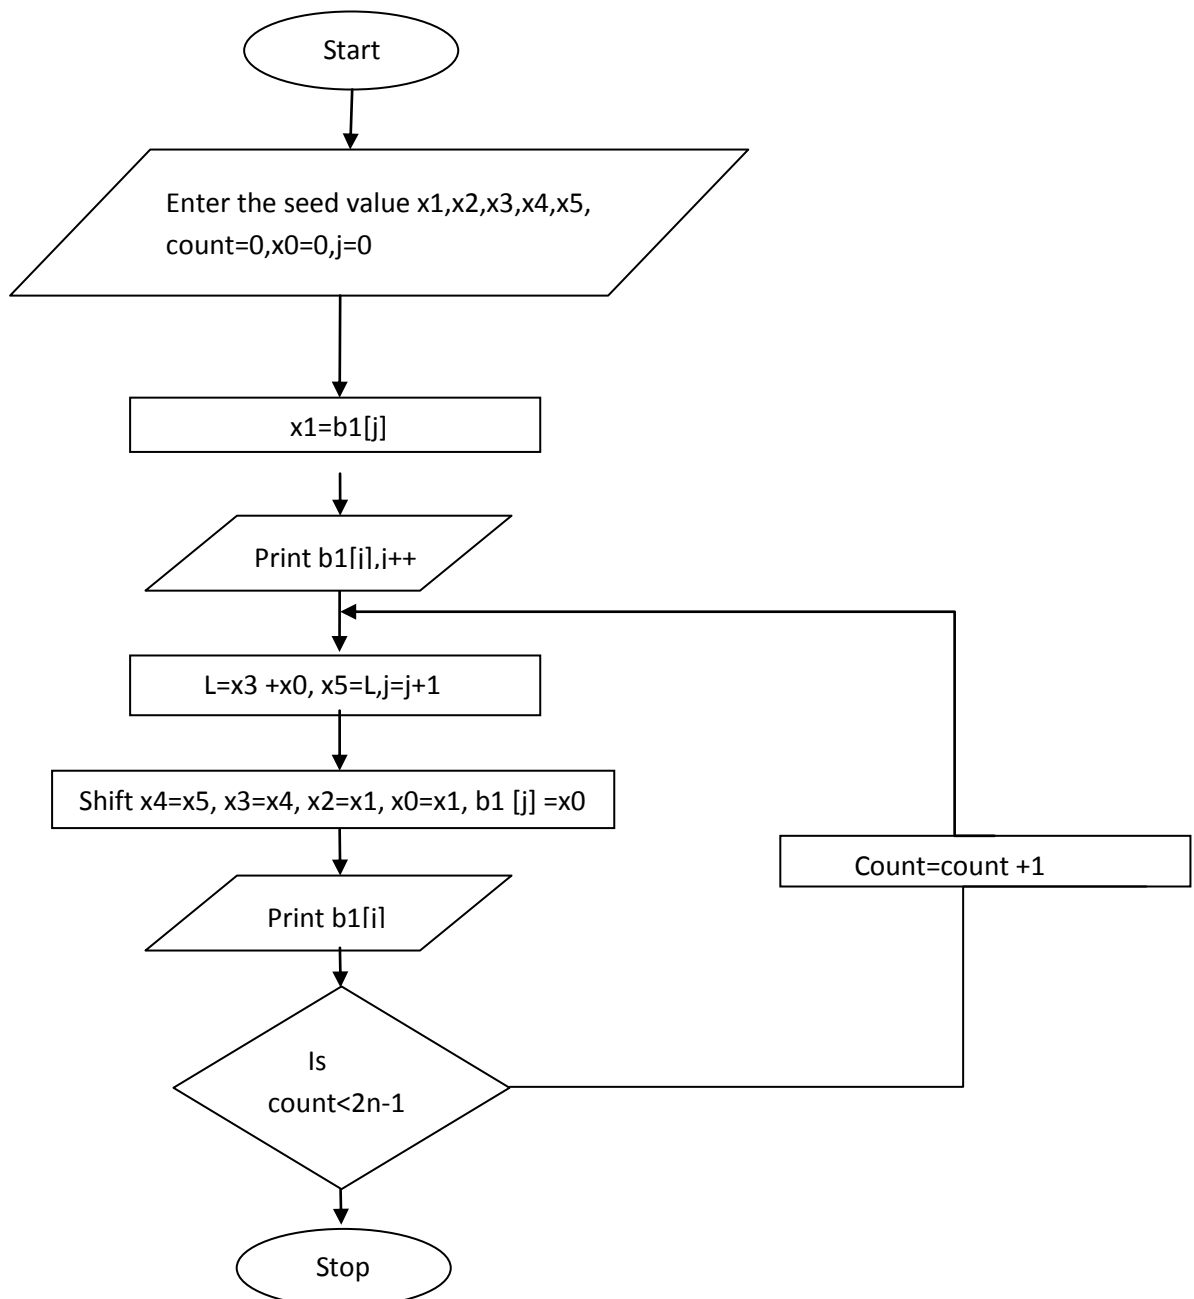 Start
Enter the seed value x1,x2,x3,x4,x5,
count=0,x0=0,j=0
x1=b1[j]
Print b1[j],j++
L=x3 +x0, x5=L,j=j+1
Shift x4=x5, x3=x4, x2=x1, x0=x1, b1 [j] =x0
Print b1[j]
Count=count +1
Is
count<2n-1
Stop